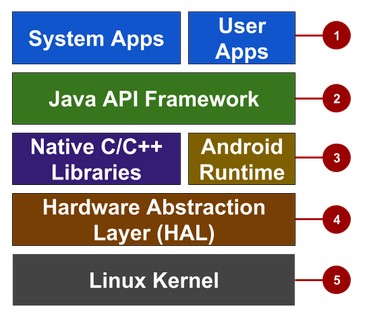 System Apps
User
Apps
1
Java API Framework
2
Native C/C++
Libraries
Android
Runtime
3
Hardware Abstraction
Layer (HAL)
4
Linux Kernel
5